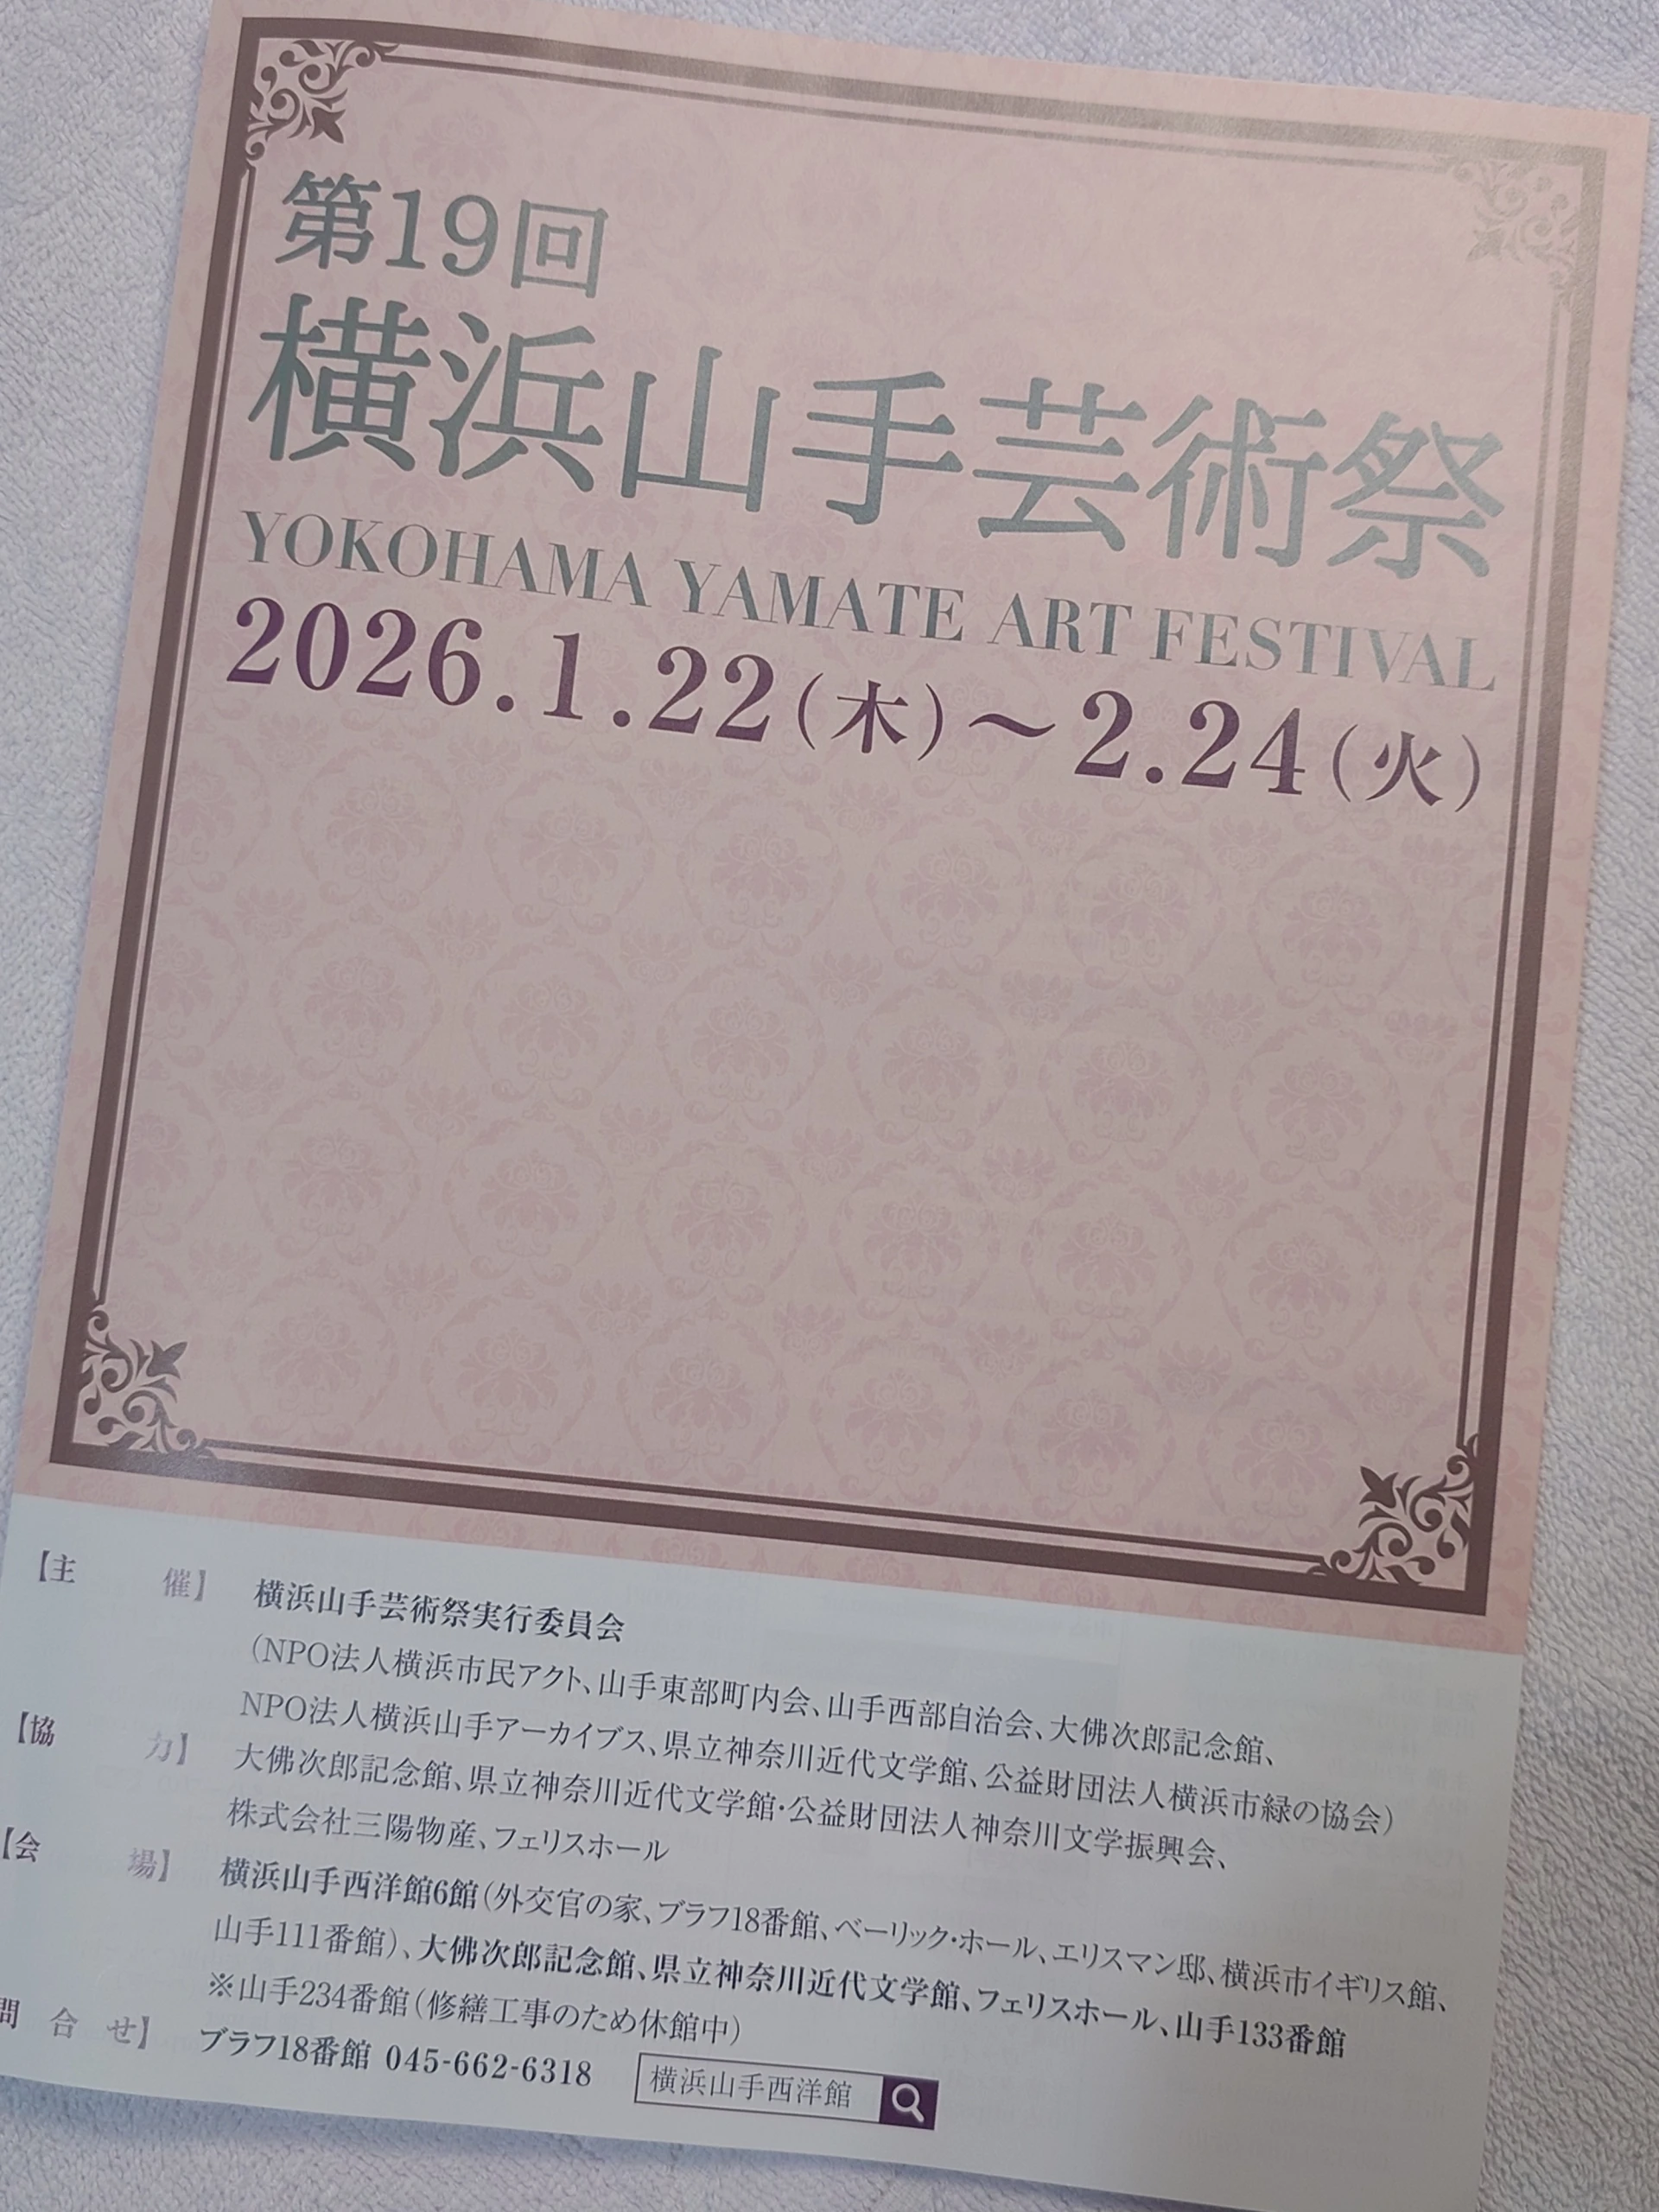 第19回
横浜山手芸術祭
YOKOHAMA YAMATE ART FESTIVAL
2026.1.22(木)～2.24(火)
【主 催】 横浜山手芸術祭実行委員会
(NPO法人横浜市民アクト、山手東部町内会、山手西部自治会、大佛次郎記念館、
NPO法人横浜山手アーカイブス、県立神奈川近代文学館、公益財団法人横浜市緑の協会)
【協 力】 大佛次郎記念館、県立神奈川近代文学館・公益財団法人神奈川文学振興会、
株式会社三陽物産、フェリスホール
【会 場】 横浜山手西洋館6館(外交官の家、ブラフ18番館、ベーリック・ホール、エリスマン邸、横浜市イギリス館、
山手111番館)、大佛次郎記念館、県立神奈川近代文学館、フェリスホール、山手133番館
※山手234番館(修繕工事のため休館中)
問 合 せ】 ブラフ18番館 045-662-6318 横浜山手西洋館